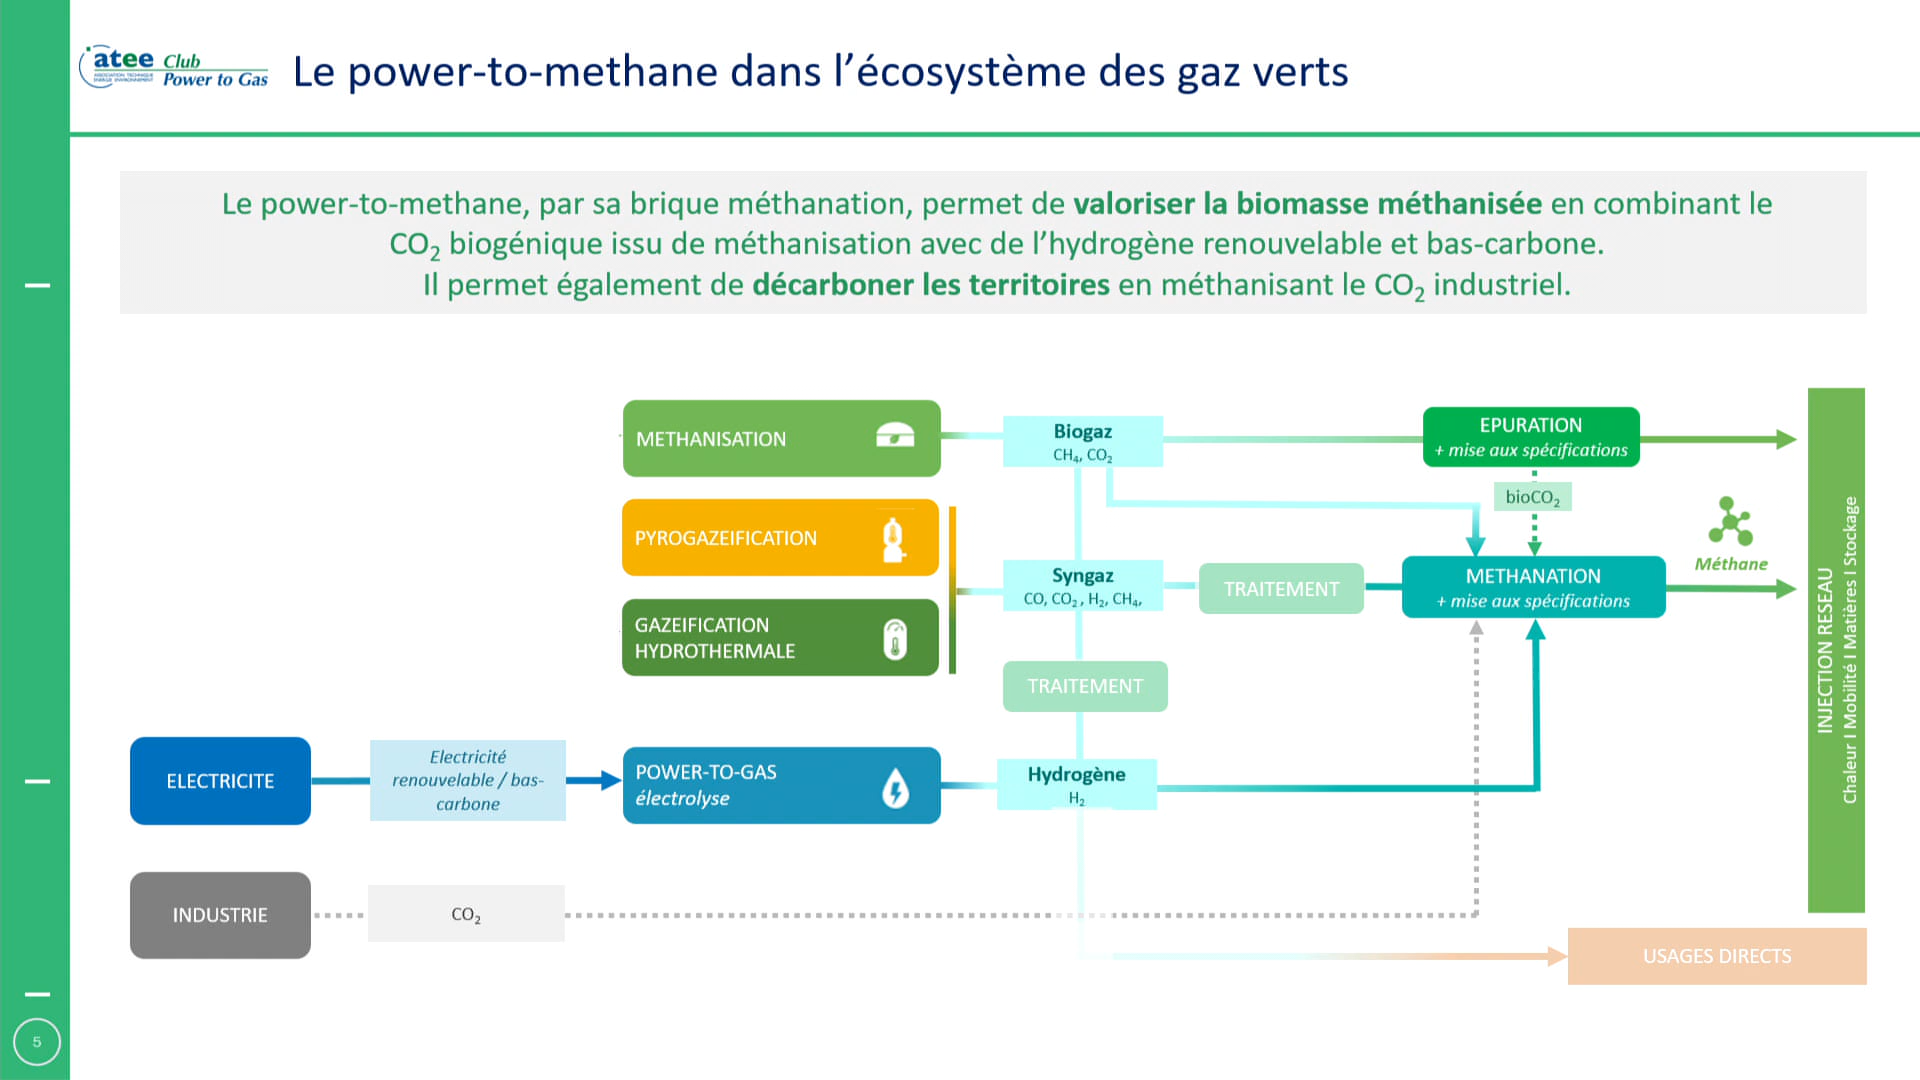 atee Club
ASSOCIATION TECHNIQUE
ENERGIE ENVIRONNEMENT
Power to Gas
Le power-to-methane dans l’écosystème des gaz verts
Le power-to-methane, par sa brique méthanation, permet de valoriser la biomasse méthanisée en combinant le
CO₂ biogénique issu de méthanisation avec de l’hydrogène renouvelable et bas-carbone.
Il permet également de décarboner les territoires en méthanisant le CO₂ industriel.
METHANISATION
Biogaz
CH₄, CO₂
EPURATION
+ mise aux spécifications
bioCO₂
PYROGAZEIFICATION
GAZEIFICATION
HYDROTHERMALE
Syngaz
CO, CO₂ , H₂, CH₄,
TRAITEMENT
METHANATION
+ mise aux spécifications
Méthane
TRAITEMENT
ELECTRICITE
Electricité
renouvelable / bas-
carbone
POWER-TO-GAS
électrolyse
Hydrogène
H₂
INDUSTRIE
CO₂
USAGES DIRECTS
INJECTION RESEAU
Chaleur I Mobilité I Matières I Stockage
5